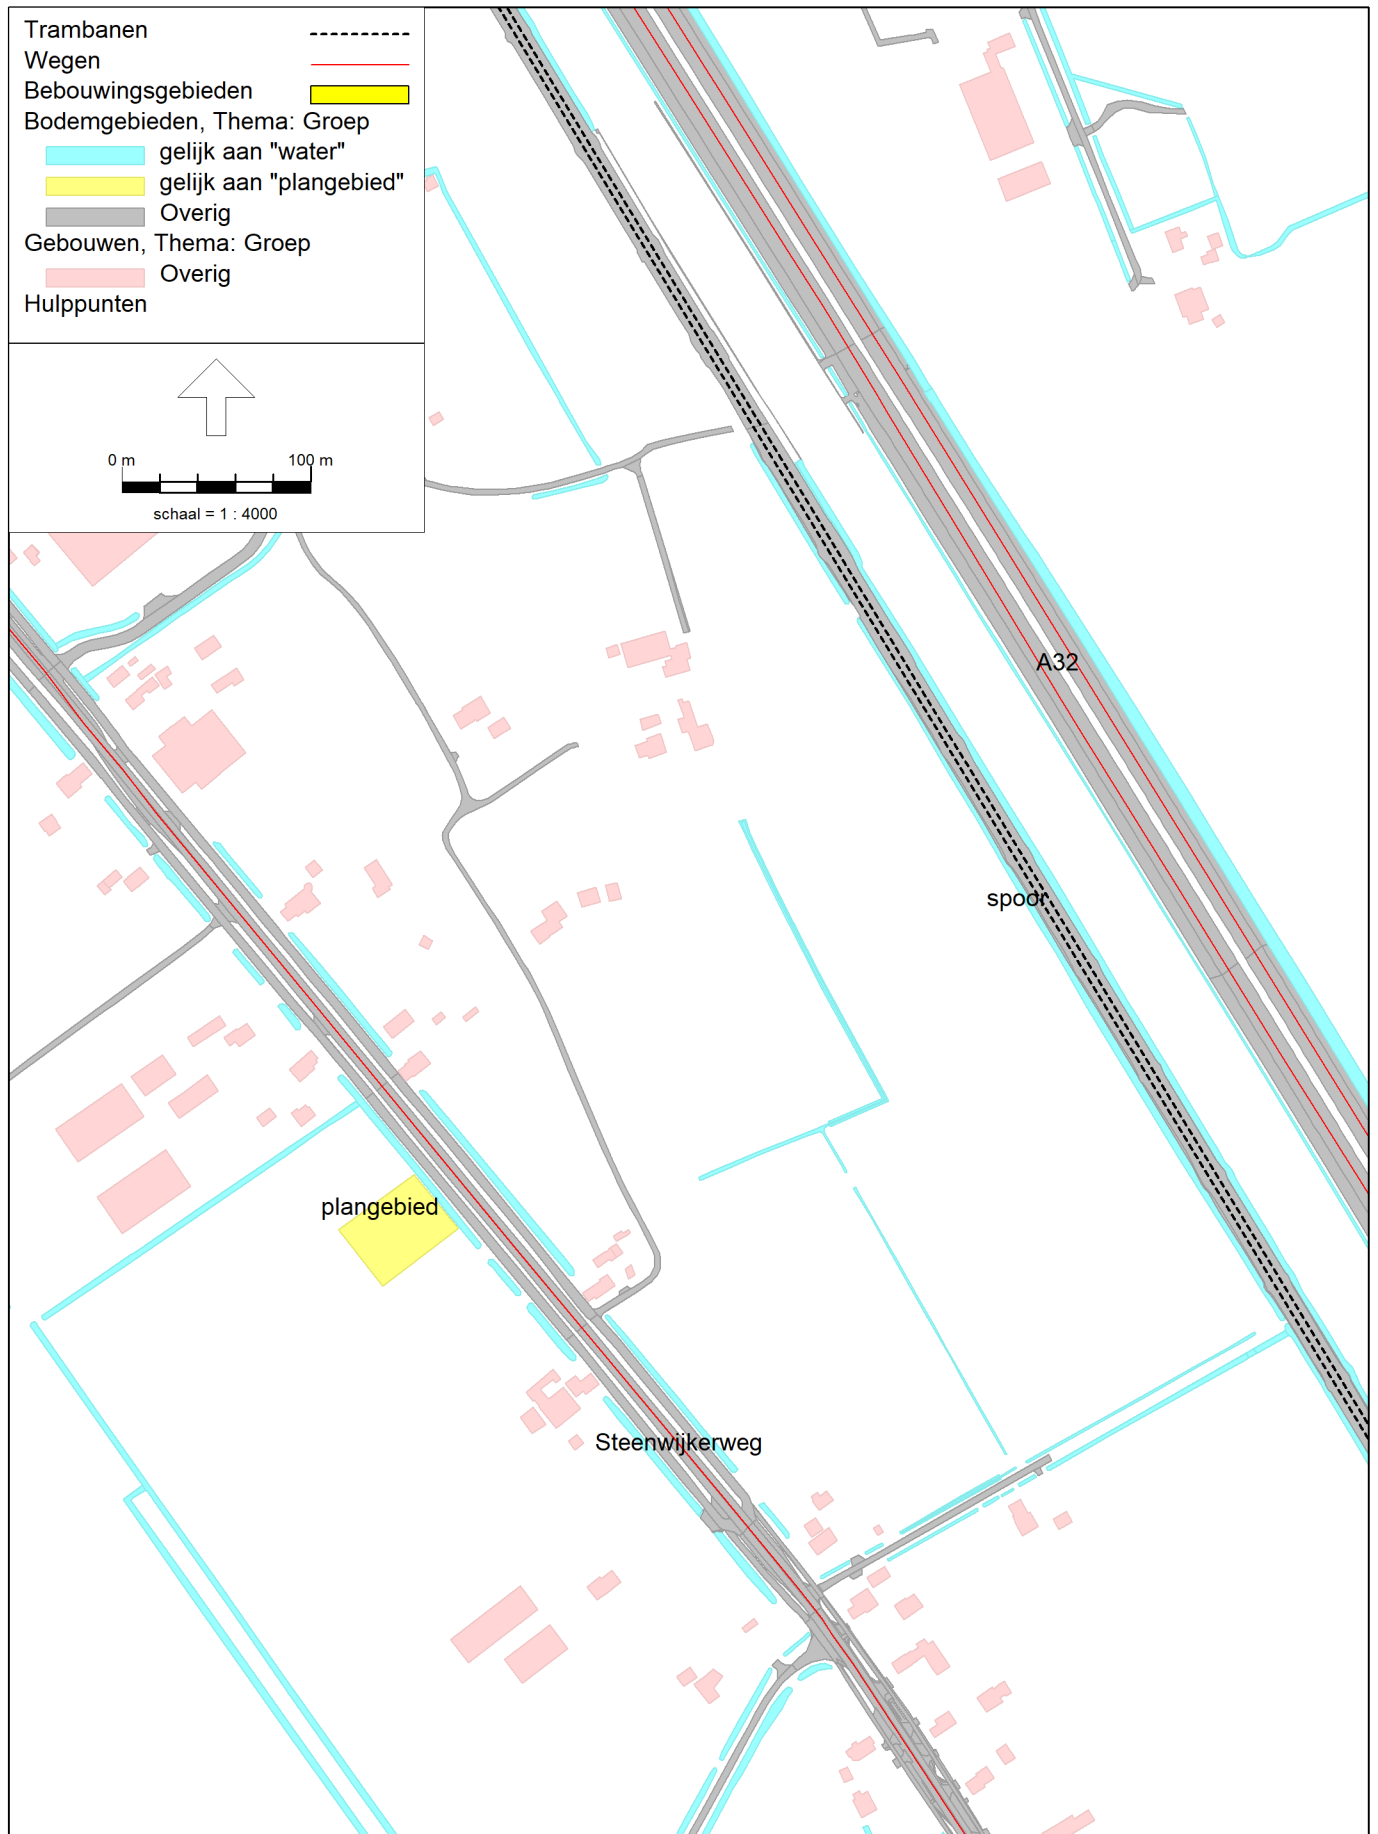 Trambanen
Wegen
Bebouwingsgebieden
Bodemgebieden, Thema: Groep
gelijk aan "water"
gelijk aan "plangebied"
Overig
Gebouwen, Thema: Groep
Overig
Hulppunten
0 m 100 m
schaal = 1 : 4000
A32
spoor
plangebied
Steenwijkerweg